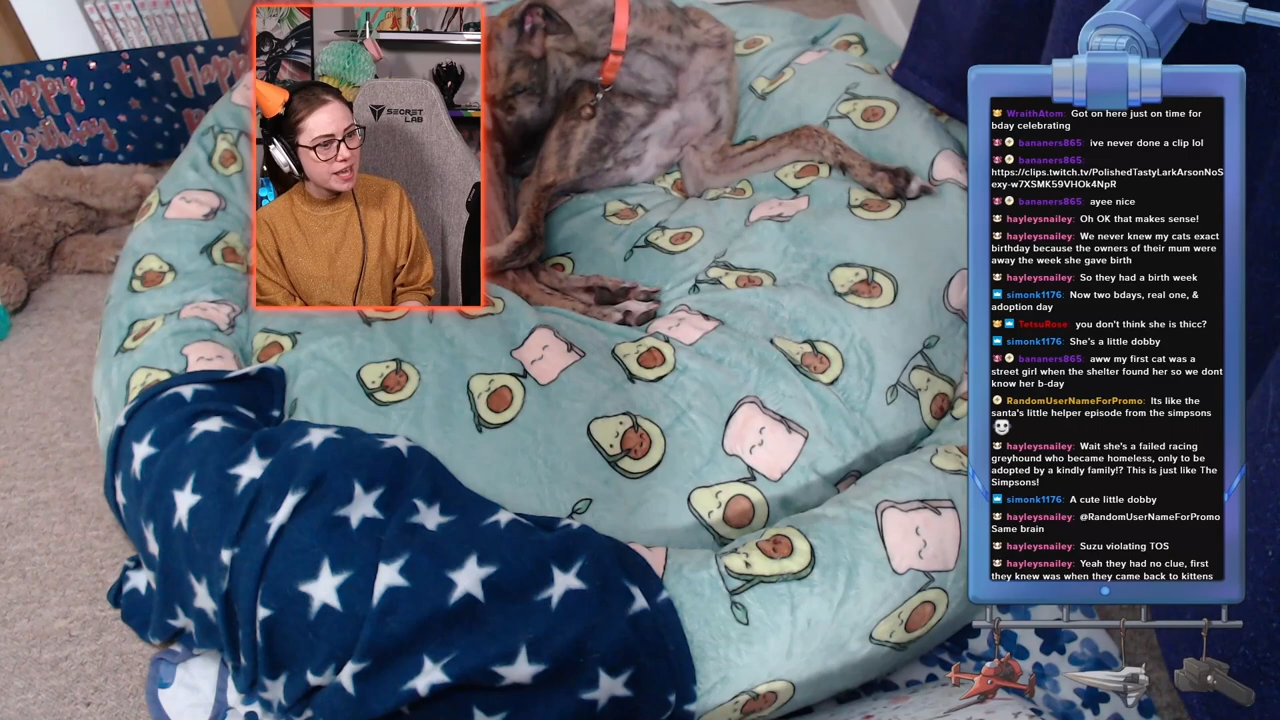 Happy
Birthday
Happy
SECRET
LAB
WraithAtom: Got on here just on time for
bday celebrating
bananers865: ive never done a clip lol
bananers865:
https://clips.twitch.tv/PolishedTastyLarkArsonNoS
exy-w7XSMK59VHOk4NpR
bananers865: ayee nice
hayleysnailey: Oh OK that makes sense!
hayleysnailey: We never knew my cats exact
birthday because the owners of their mum were
away the week she gave birth
hayleysnailey: So they had a birth week
simonk1176: Now two bdays, real one, &
adoption day
TetsuRose: you don't think she is thicc?
simonk1176: She's a little dobby
bananers865: aww my first cat was a
street girl when the shelter found her so we dont
know her b-day
RandomUserNameForPromo: Its like the
santa's little helper episode from the simpsons
hayleysnailey: Wait she's a failed racing
greyhound who became homeless, only to be
adopted by a kindly family!? This is just like The
Simpsons!
simonk1176: A cute little dobby
hayleysnailey: @RandomUserNameForPromo
Same brain
hayleysnailey: Suzu violating TOS
hayleysnailey: Yeah they had no clue, first
they knew was when they came back to kittens